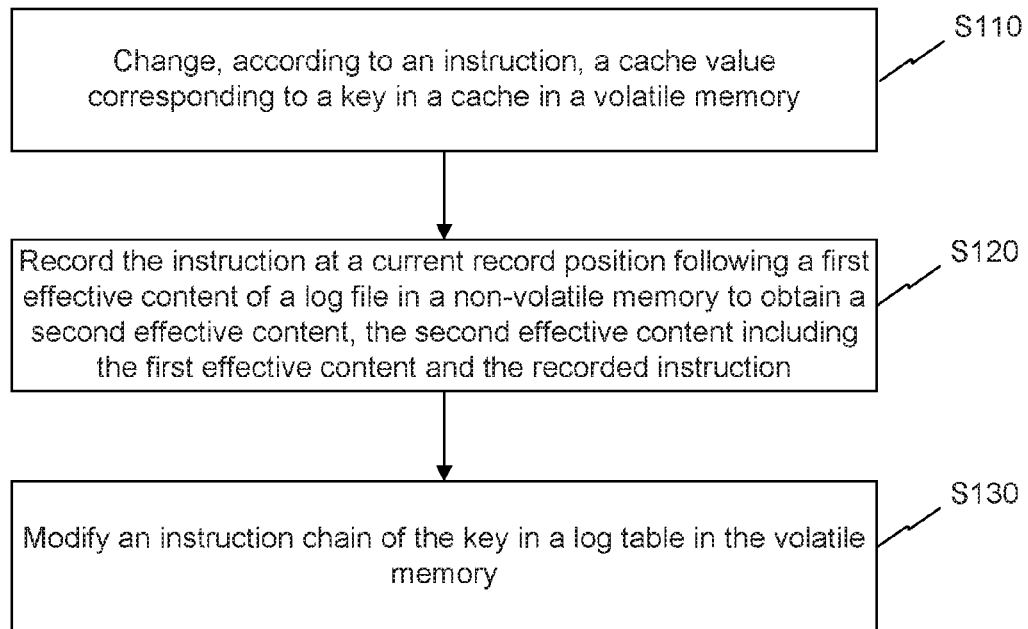 S110
Change, according to an instruction, a cache value
corresponding to a key in a cache in a volatile memory
S120
Record the instruction at a current record position following a first
effective content of a log file in a non-volatile memory to obtain a
second effective content, the second effective content including
the first effective content and the recorded instruction
S130
Modify an instruction chain of the key in a log table in the volatile
memory